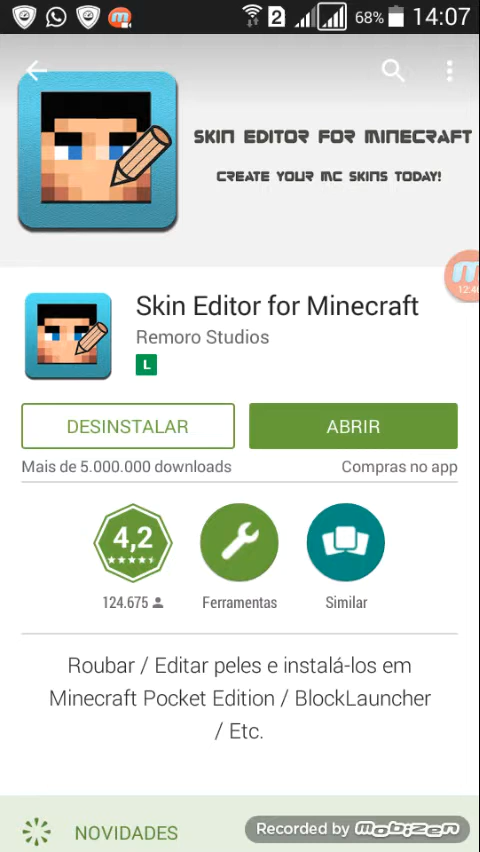 2
68%
14:07
SKIN EDITOR FOR MINECRAFT
CREATE YOUR MC SKINS TODAY!
Skin Editor for Minecraft
Remoro Studios
L
DESINSTALAR
ABRIR
Mais de 5.000.000 downloads
Compras no app
4,2
124.675
Ferramentas
Similar
Roubar / Editar peles e instalá-los em
Minecraft Pocket Edition / BlockLauncher
/ Etc.
NOVIDADES
Recorded by mobizen